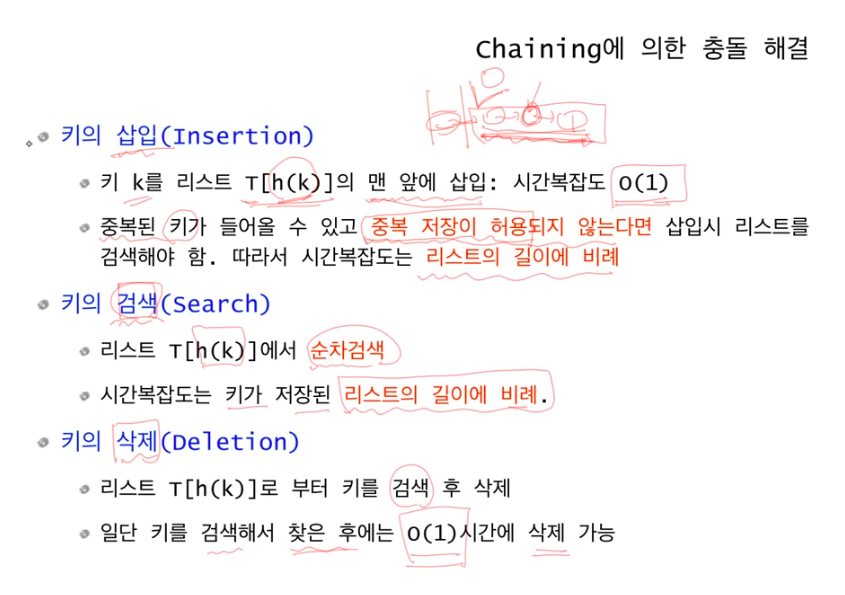 Chaining에 의한 충돌 해결
키의 삽입(Insertion)
키 k를 리스트 T[h(k)]의 맨 앞에 삽입: 시간복잡도 O(1)
중복된 키가 들어올 수 있고 중복 저장이 허용되지 않는다면 삽입시 리스트를
검색해야 함. 따라서 시간복잡도는 리스트의 길이에 비례
키의 검색(Search)
리스트 T[h(k)]에서 순차검색
시간복잡도는 키가 저장된 리스트의 길이에 비례.
키의 삭제(Deletion)
리스트 T[h(k)]로 부터 키를 검색 후 삭제
일단 키를 검색해서 찾은 후에는 O(1)시간에 삭제 가능